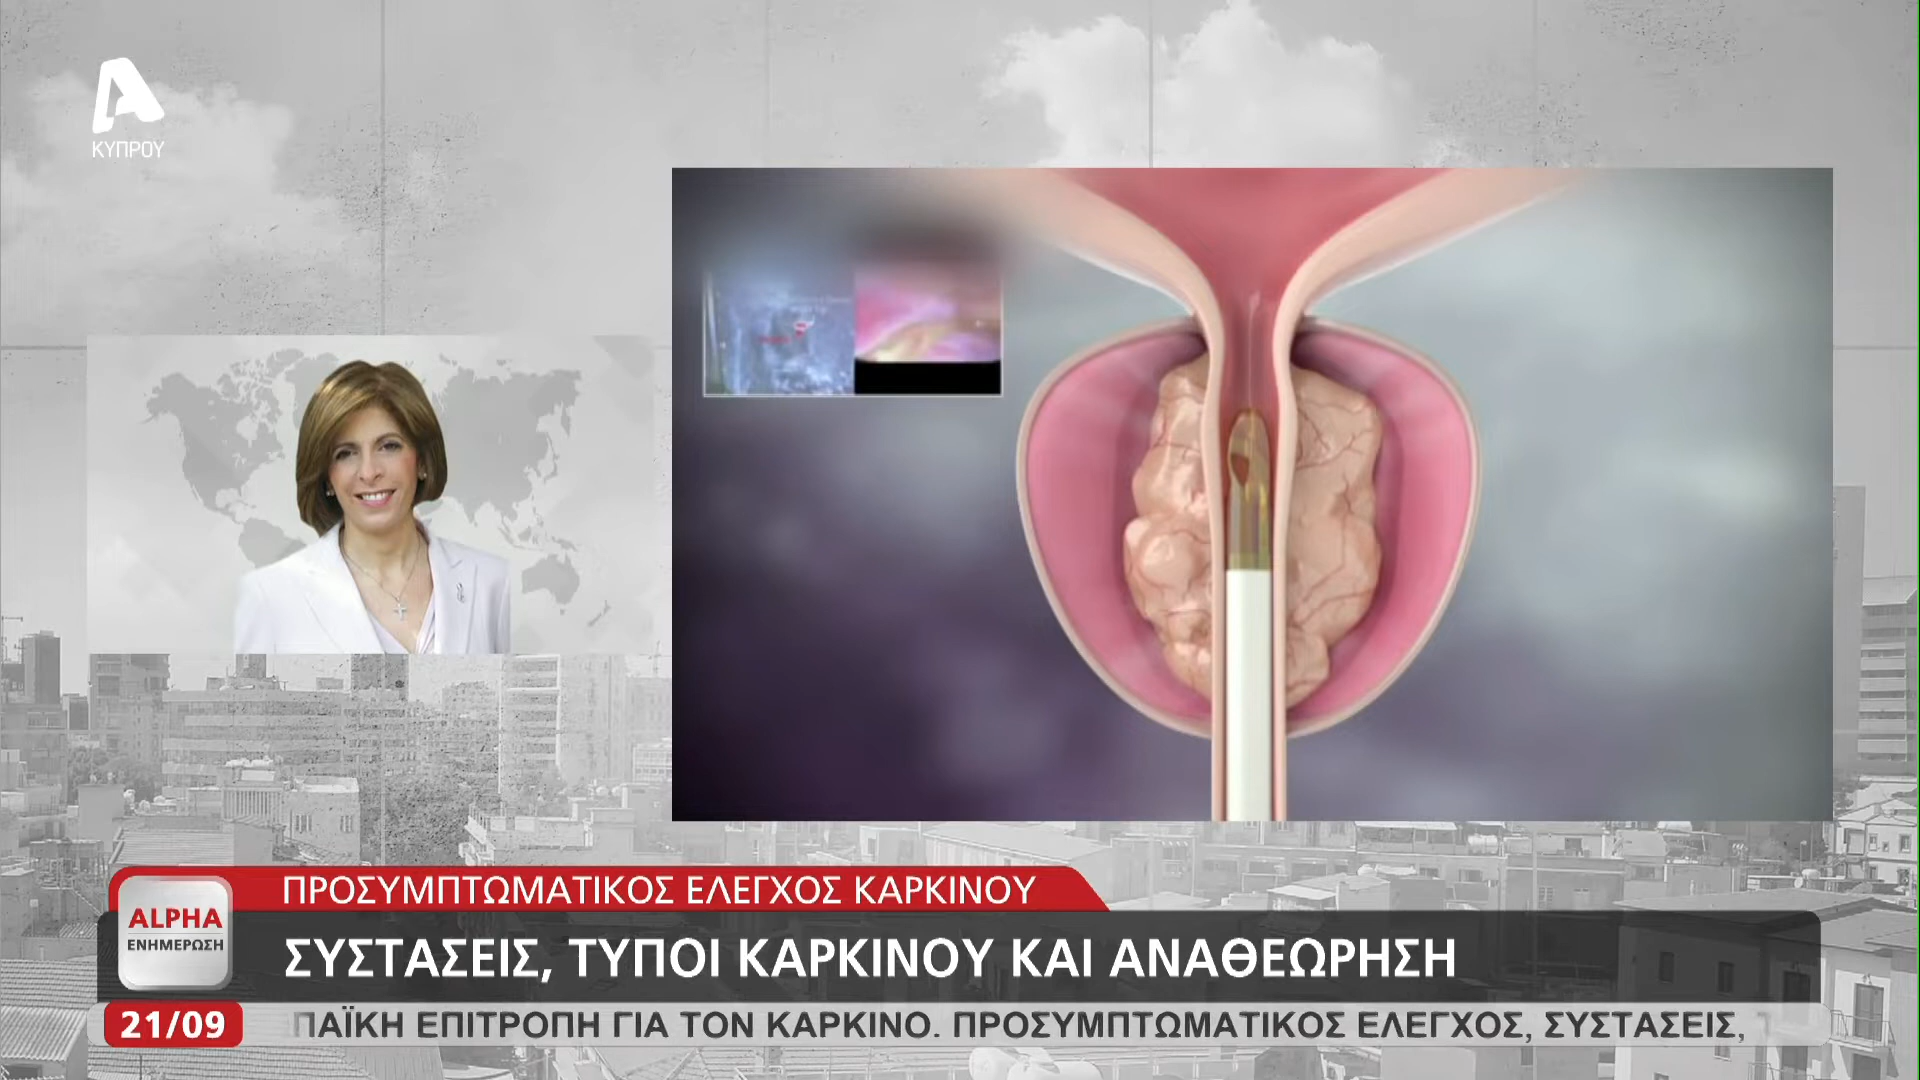 ΚΥΠΡΟΥ
ΠΡΟΣΥΜΠΤΩΜΑΤΙΚΟΣ ΕΛΕΓΧΟΣ ΚΑΡΚΙΝΟΥ
ALPHA
ΕΝΗΜΕΡΩΣΗ
ΣΥΣΤΑΣΕΙΣ, ΤΥΠΟΙ ΚΑΡΚΙΝΟΥ ΚΑΙ ΑΝΑΘΕΩΡΗΣΗ
21/09
ΠΑΪΚΗ ΕΠΙΤΡΟΠΗ ΓΙΑ ΤΟΝ ΚΑΡΚΙΝΟ. ΠΡΟΣΥΜΠΤΩΜΑΤΙΚΟΣ ΕΛΕΓΧΟΣ, ΣΥΣΤΑΣΕΙΣ,